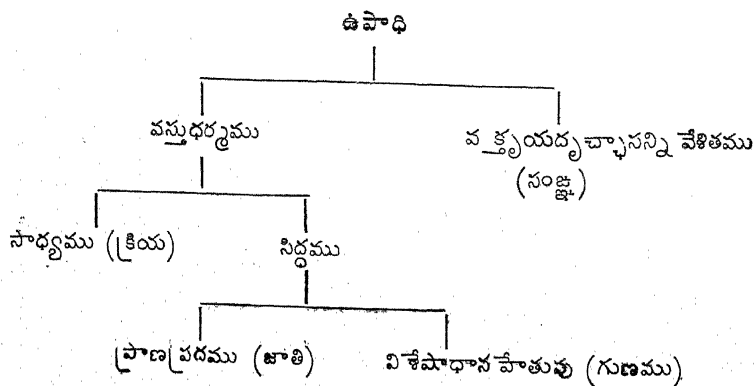 ఉపాధి
వస్తుధర్మము
వక్తృయదృచ్ఛాసన్ని వేశితము
(సంజ్ఞ)
సాధ్యము (క్రియ)
సిద్ధము
ప్రాణప్రదము (జాతి)
విశేషాధాన హేతువు (గుణము)